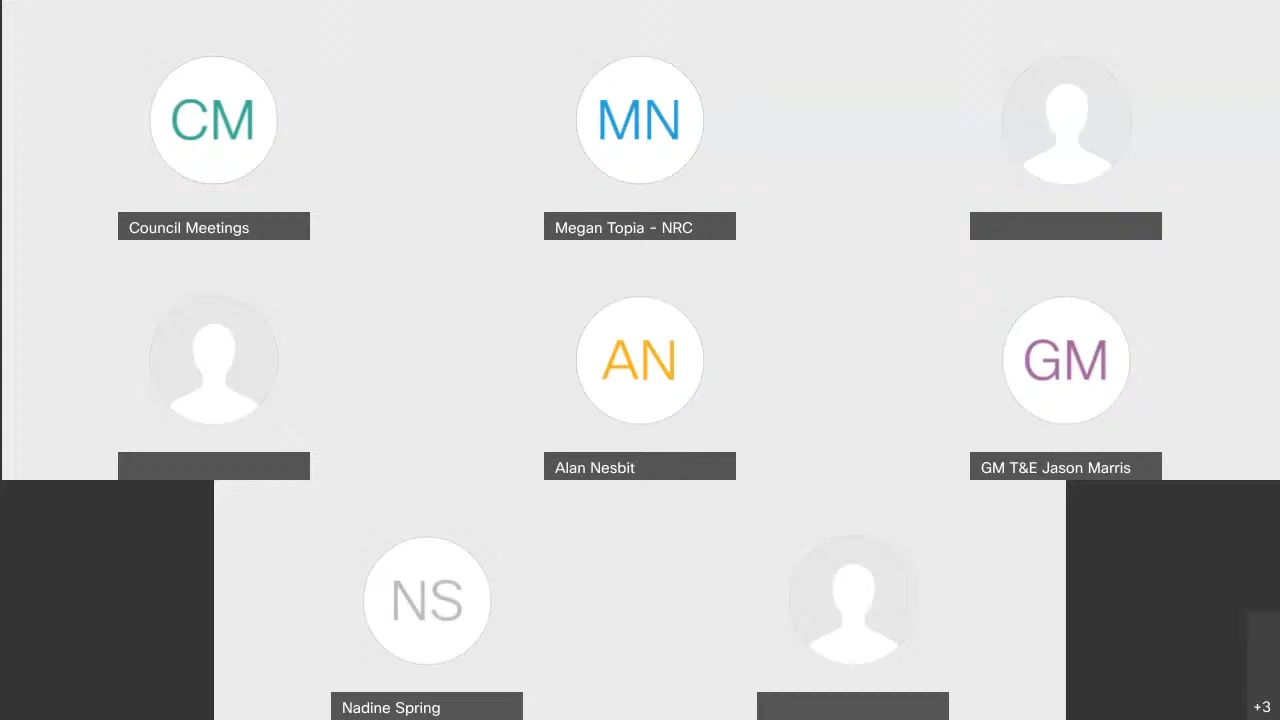 CM
MN
Council Meetings
Megan Topia - NRC
AN
GM
Alan Nesbit
GM T&E Jason Marris
NS
Nadine Spring
+3